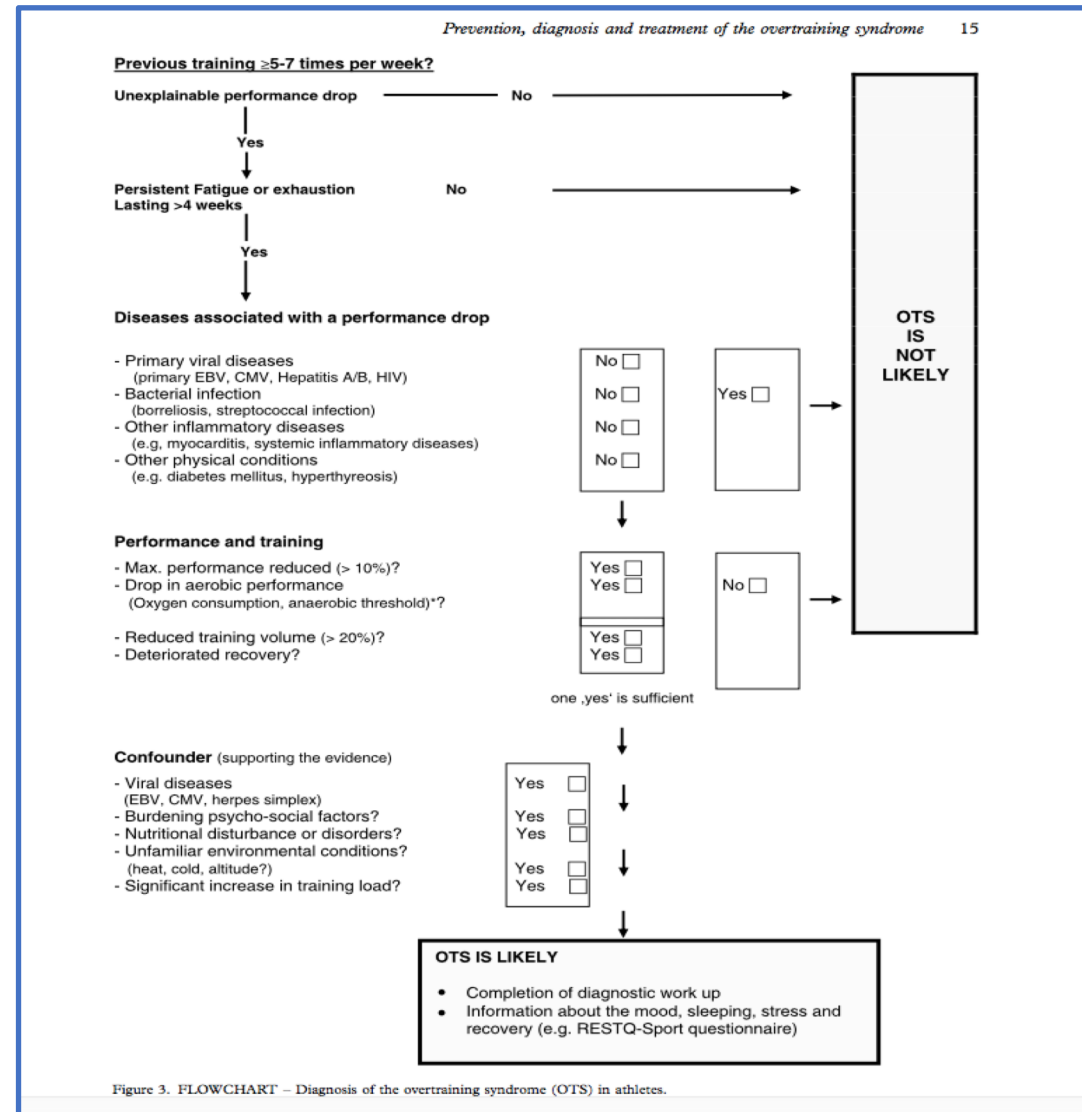 Prevention, diagnosis and treatment of the overtraining syndrome 15
Previous training ≥5-7 times per week?
Unexplainable performance drop No
Yes
Persistent Fatigue or exhaustion No
Lasting >4 weeks
Yes
Diseases associated with a performance drop
- Primary viral diseases No
(primary EBV, CMV, Hepatitis A/B, HIV)
- Bacterial infection No Yes
(borreliosis, streptococcal infection)
- Other inflammatory diseases No
(e.g, myocarditis, systemic inflammatory diseases)
- Other physical conditions No
(e.g. diabetes mellitus, hyperthyreosis)
OTS
IS
NOT
LIKELY
Performance and training
- Max. performance reduced (> 10%)? Yes
- Drop in aerobic performance Yes No
(Oxygen consumption, anaerobic threshold)*?
- Reduced training volume (> 20%)? Yes
- Deteriorated recovery? Yes
one ‚yes‘ is sufficient
Confounder (supporting the evidence)
- Viral diseases Yes
(EBV, CMV, herpes simplex)
- Burdening psycho-social factors? Yes
- Nutritional disturbance or disorders? Yes
- Unfamiliar environmental conditions?
(heat, cold, altitude?) Yes
- Significant increase in training load? Yes
OTS IS LIKELY
• Completion of diagnostic work up
• Information about the mood, sleeping, stress and
recovery (e.g. RESTQ-Sport questionnaire)
Figure 3. FLOWCHART – Diagnosis of the overtraining syndrome (OTS) in athletes.